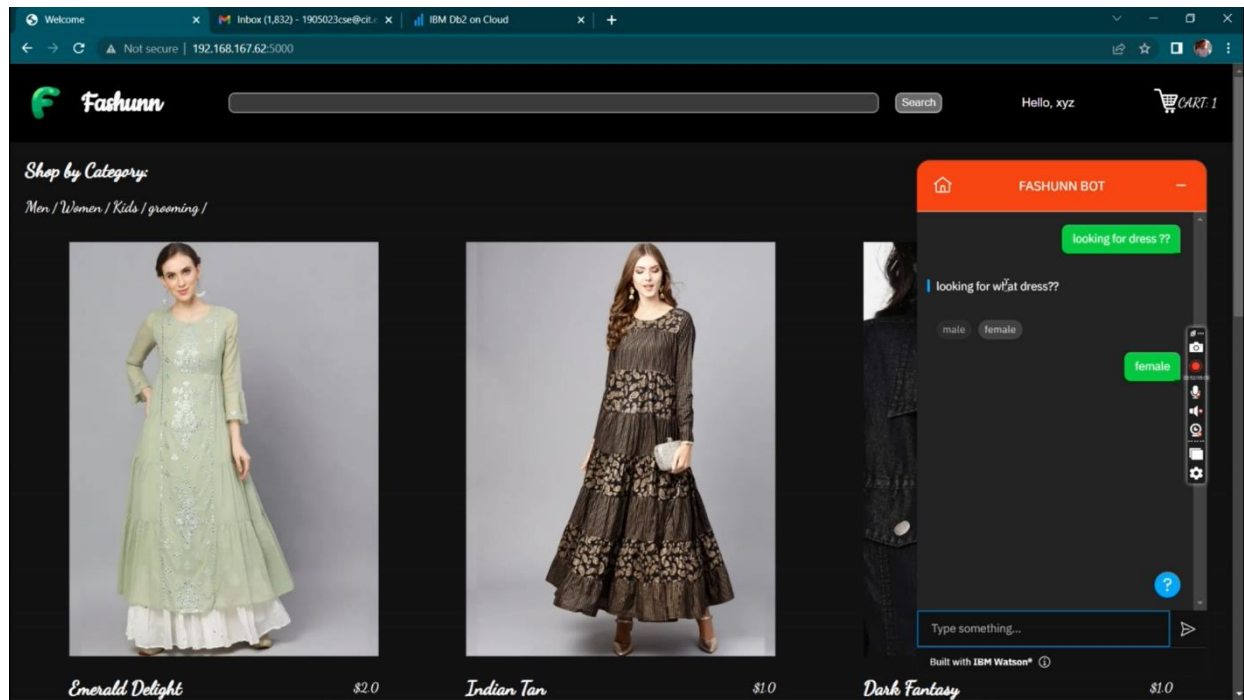 Welcome
Inbox (1,832) - 1905023cse@cit.
IBM Db2 on Cloud
Not secure | 192.168.167.62:5000
Fashunn
Search
Hello, xyz
CART: 1
Shop by Category:
Men / Women / Kids / grooming /
FASHUNN BOT
looking for dress ??
looking for what dress??
male female
female
?
Type something...
Built with IBM Watson®
Emerald Delight $2.0
Indian Tan $1.0
Dark Fantasy $1.0